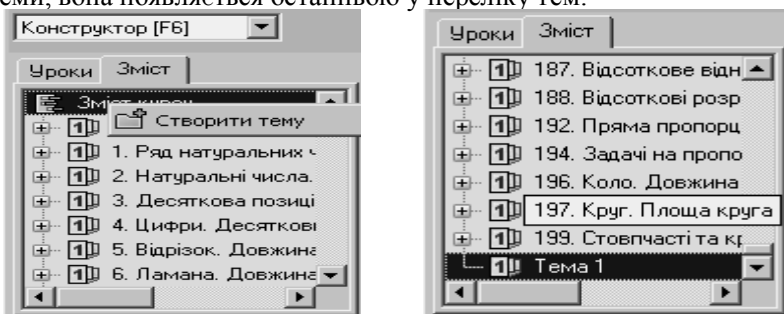 теми, вона появляється останньою у переліку тем.
Конструктор [F6]
Уроки Зміст
Зміст
Створити тему
1. Ряд натуральних ч
2. Натуральні числа.
3. Десяткова позиці
4. Цифри. Десяткові
5. Відрізок. Довжина
6. Ламана. Довжина
Уроки Зміст
187. Відсоткове відн
188. Відсоткові розр
192. Пряма пропорц
194. Задачі на пропо
196. Коло. Довжина
197. Круг. Площа круга
199. Стовпчасті та кр
Тема 1